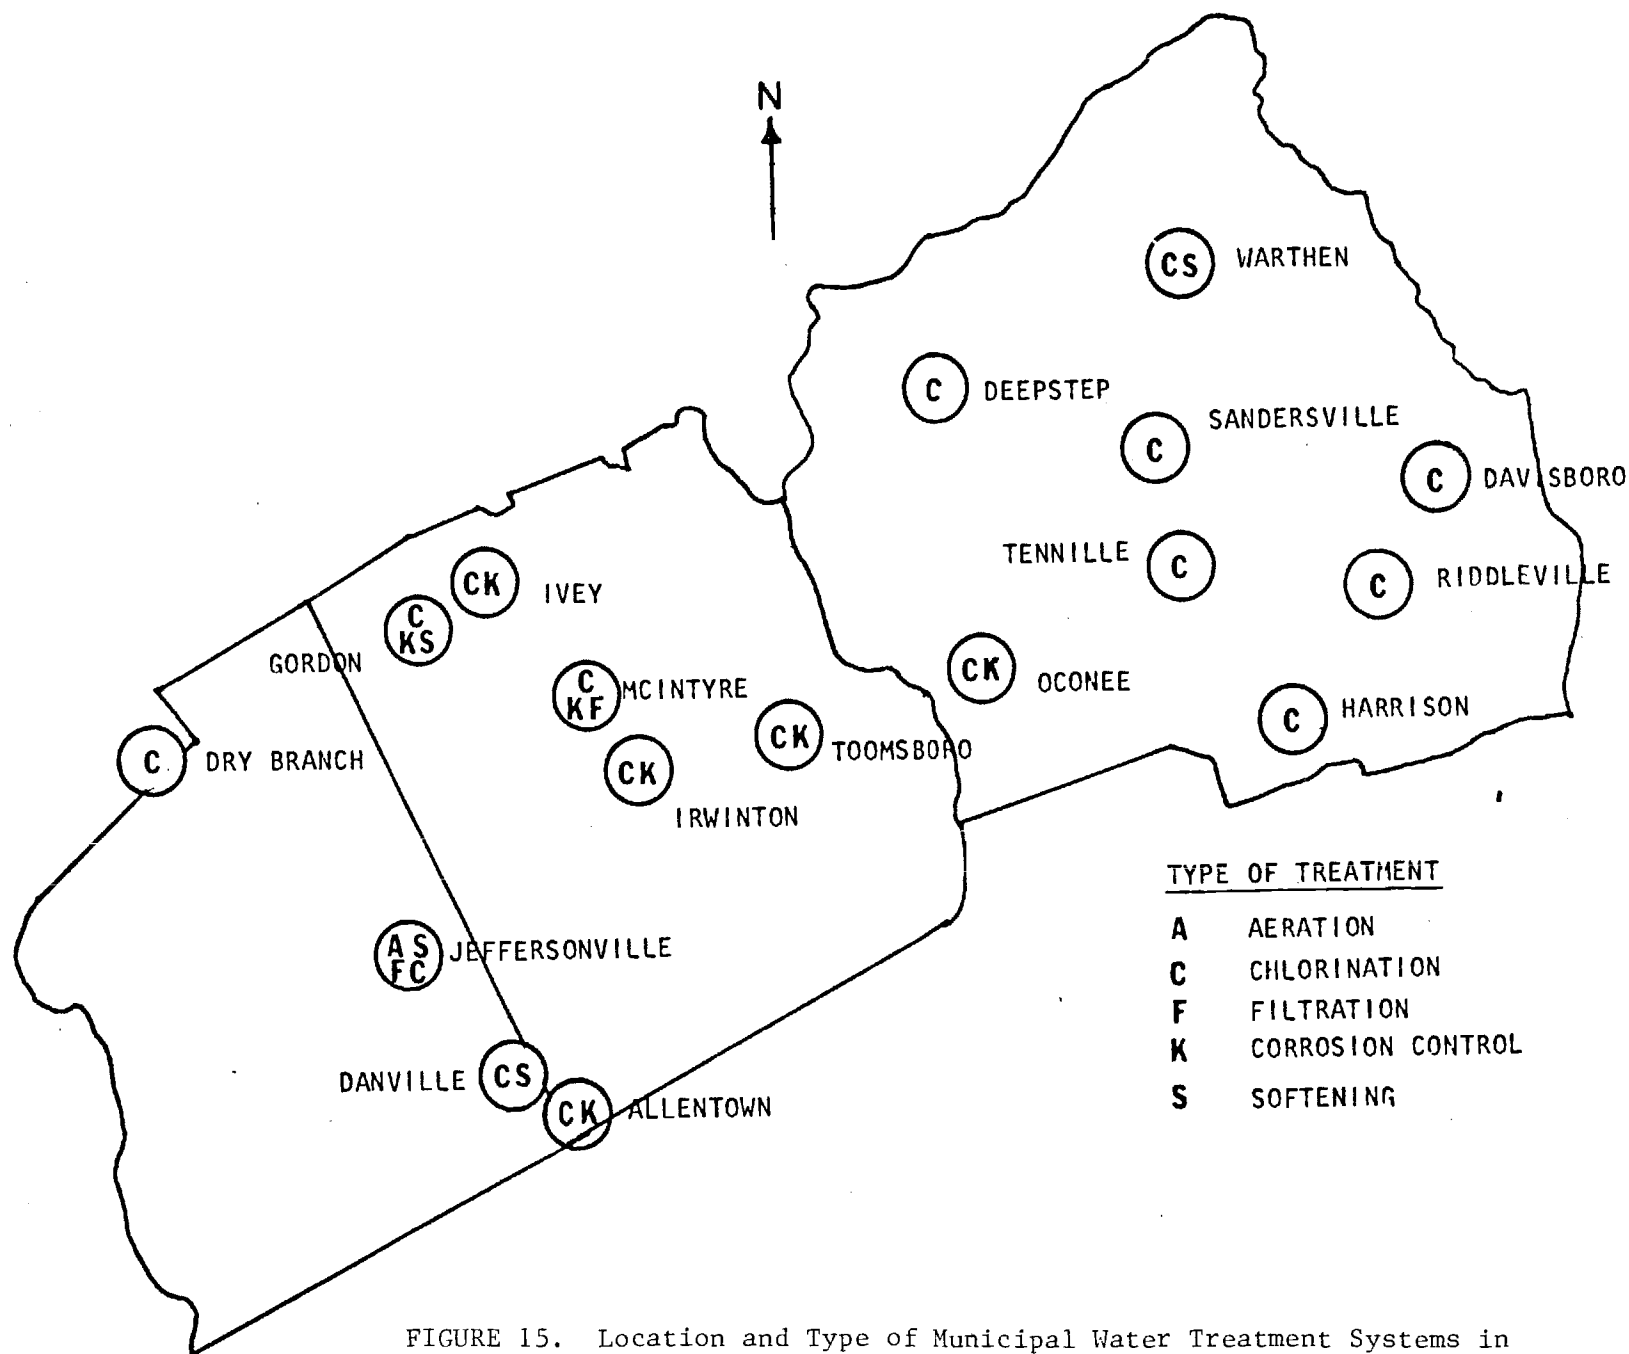 N
CS WARTHEN
C DEEPSTEP
SANDERSVILLE
C
C DAVISBORO
TENNILLE C
C RIDDLEVILLE
CK IVEY
C
KS
GORDON
C
KF
MCINTYRE
CK OCONEE
C HARRISON
CK TOOMSBORO
C DRY BRANCH
CK
IRWINTON
A S
FC
JEFFERSONVILLE
DANVILLE CS
CK ALLENTOWN
TYPE OF TREATMENT
A AERATION
C CHLORINATION
F FILTRATION
K CORROSION CONTROL
S SOFTENING
FIGURE 15. Location and Type of Municipal Water Treatment Systems in